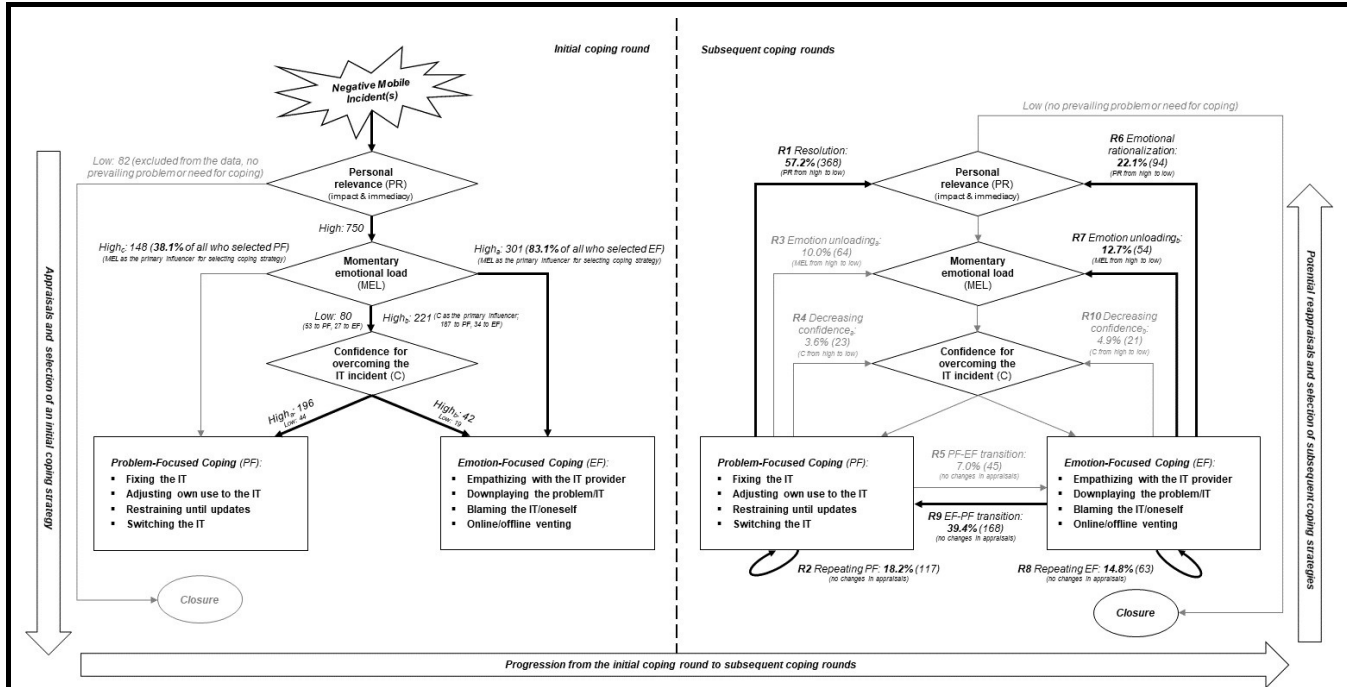 Initial coping round
Subsequent coping rounds
Negative Mobile
Incident(s)
Low: 82 (excluded from the data, no
prevailing problem or need for coping)
Personal
relevance (PR)
(impact & immediacy)
High: 750
High꜀: 148 (38.1% of all who selected PF)
(MEL as the primary influencer for selecting coping strategy)
Highₐ: 301 (83.1% of all who selected EF)
(MEL as the primary influencer for selecting coping strategy)
Momentary
emotional load
(MEL)
Low: 80
(53 to PF, 27 to EF)
High_b: 221 (C as the primary influencer;
187 to PF, 34 to EF)
Confidence for
overcoming the
IT incident (C)
Highₐ: 196
Low: 44
High_b: 42
Low: 19
Problem-Focused Coping (PF):
▪ Fixing the IT
▪ Adjusting own use to the IT
▪ Restraining until updates
▪ Switching the IT
Emotion-Focused Coping (EF):
▪ Empathizing with the IT provider
▪ Downplaying the problem/IT
▪ Blaming the IT/oneself
▪ Online/offline venting
Closure
Appraisals and selection of an initial coping strategy
Low (no prevailing problem or need for coping)
R1 Resolution:
57.2% (368)
(PR from high to low)
Personal
relevance (PR)
(impact & immediacy)
R6 Emotional
rationalization:
22.1% (94)
(PR from high to low)
R3 Emotion unloadingₐ:
10.0% (64)
(MEL from high to low)
Momentary
emotional load
(MEL)
R7 Emotion unloading_b:
12.7% (54)
(MEL from high to low)
R4 Decreasing
confidenceₐ:
3.6% (23)
(C from high to low)
Confidence for
overcoming the
IT incident (C)
R10 Decreasing
confidence_b:
4.9% (21)
(C from high to low)
Problem-Focused Coping (PF):
▪ Fixing the IT
▪ Adjusting own use to the IT
▪ Restraining until updates
▪ Switching the IT
R5 PF-EF transition:
7.0% (45)
(no changes in appraisals)
R9 EF-PF transition:
39.4% (168)
(no changes in appraisals)
Emotion-Focused Coping (EF):
▪ Empathizing with the IT provider
▪ Downplaying the problem/IT
▪ Blaming the IT/oneself
▪ Online/offline venting
R2 Repeating PF: 18.2% (117)
(no changes in appraisals)
R8 Repeating EF: 14.8% (63)
(no changes in appraisals)
Closure
Potential reappraisals and selection of subsequent coping strategies
Progression from the initial coping round to subsequent coping rounds